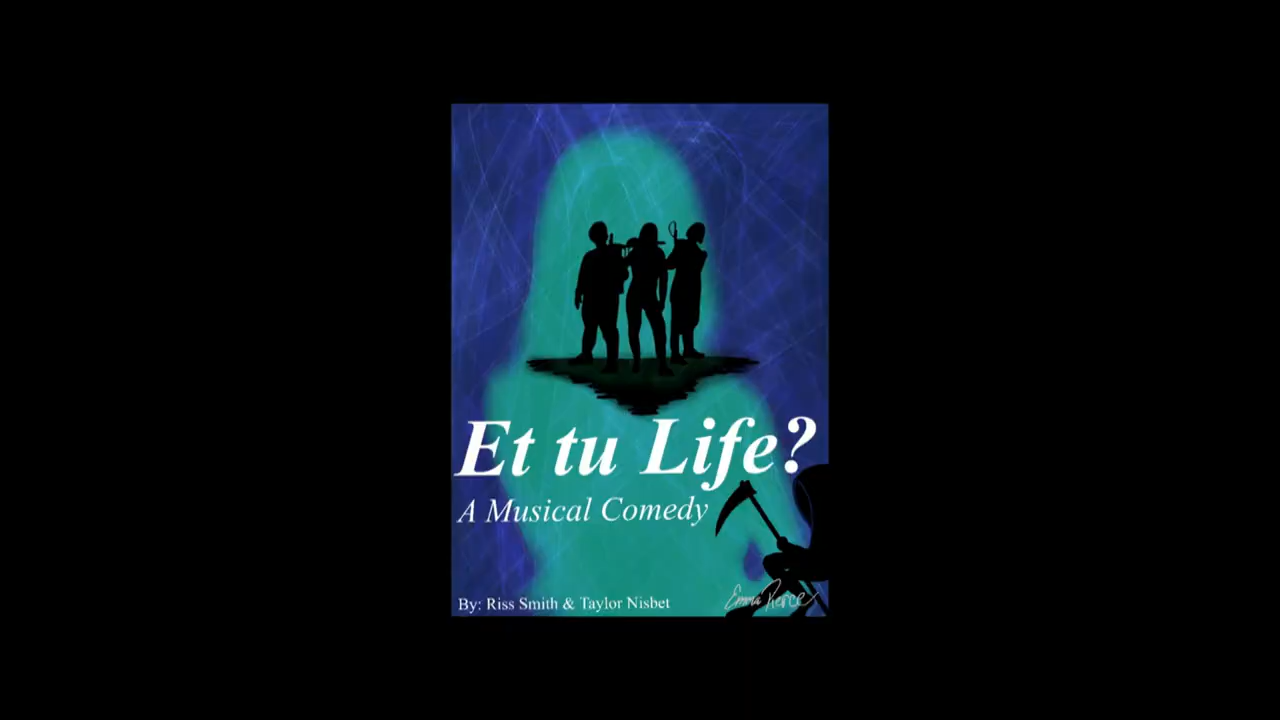 Et tu Life?
A Musical Comedy
By: Riss Smith & Taylor Nisbet
Emma Pierce